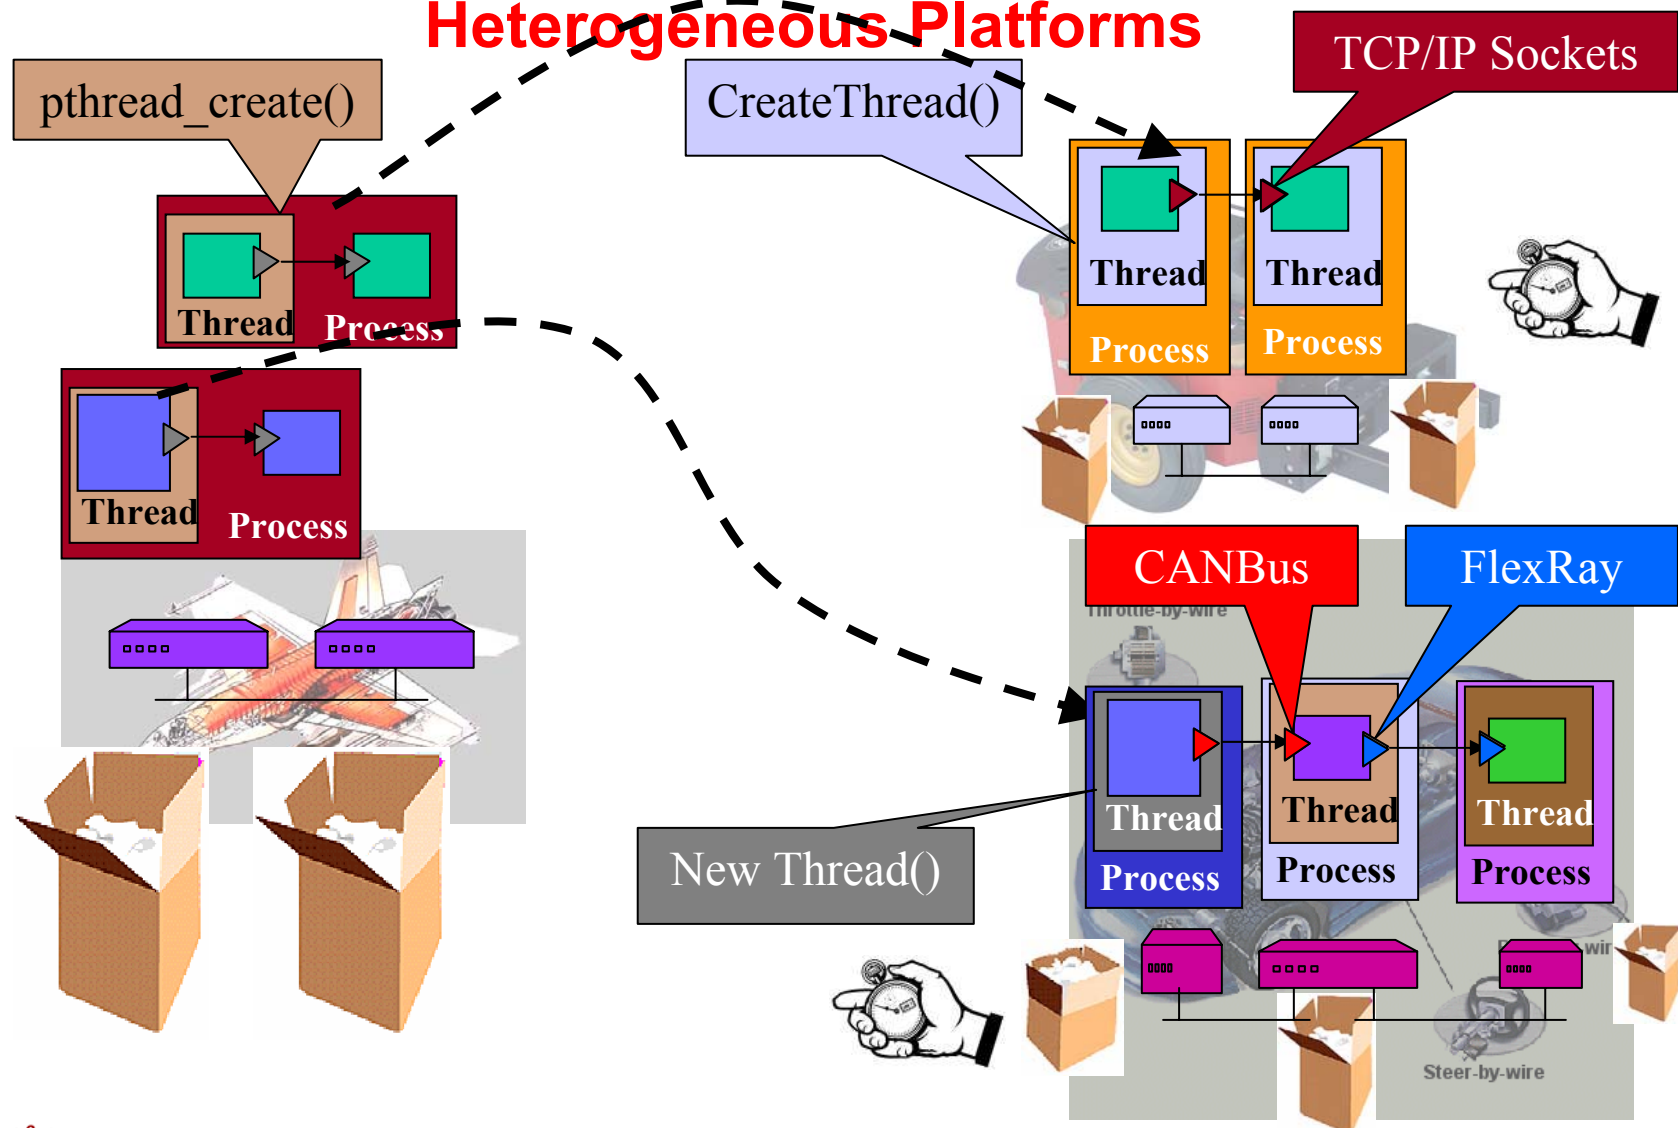 Heterogeneous Platforms
TCP/IP Sockets
pthread_create()
CreateThread()
Thread
Process
Thread
Thread
Process
Process
Thread
Process
CANBus
FlexRay
Throttle-by-wire
Thread
Thread
Thread
New Thread()
Process
Process
Process
Steer-by-wire